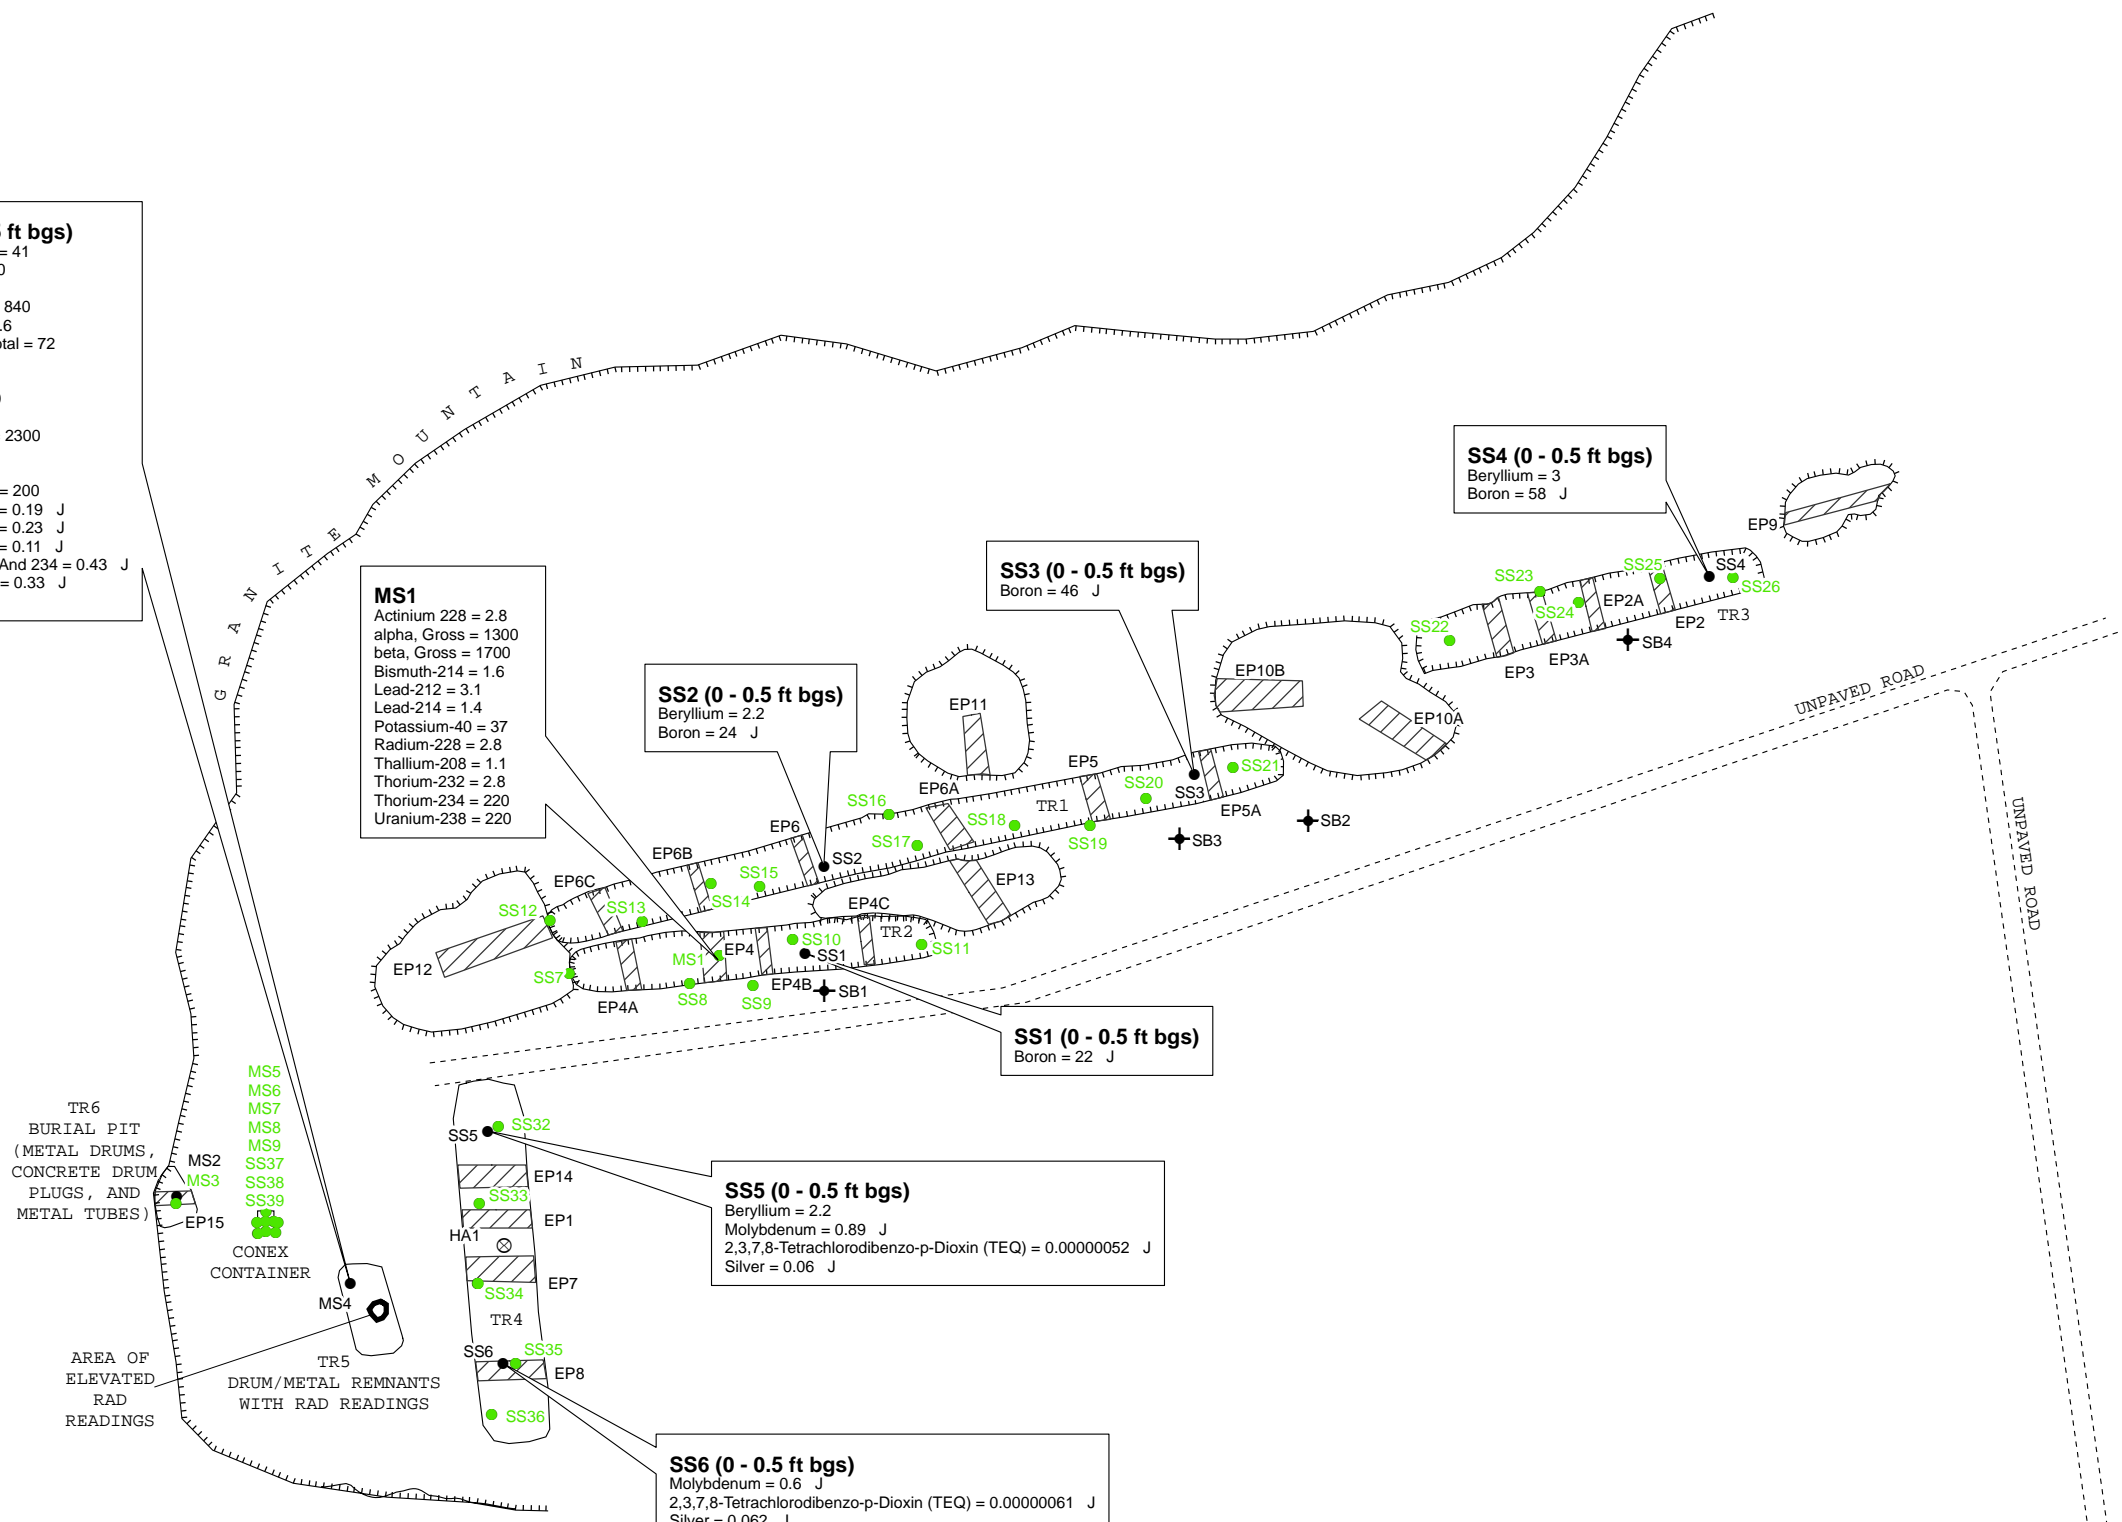 ft bgs)
= 41
840
otal = 72
2300
= 200
= 0.19 J
= 0.23 J
= 0.11 J
And 234 = 0.43 J
= 0.33 J
GRANITE MOUNTAIN
MS1
Actinium 228 = 2.8
alpha, Gross = 1300
beta, Gross = 1700
Bismuth-214 = 1.6
Lead-212 = 3.1
Lead-214 = 1.4
Potassium-40 = 37
Radium-228 = 2.8
Thallium-208 = 1.1
Thorium-232 = 2.8
Thorium-234 = 220
Uranium-238 = 220
SS2 (0 - 0.5 ft bgs)
Beryllium = 2.2
Boron = 24 J
SS3 (0 - 0.5 ft bgs)
Boron = 46 J
SS4 (0 - 0.5 ft bgs)
Beryllium = 3
Boron = 58 J
EP9
SS4
SS25
SS26
SS23
SS24
EP2A
EP2
TR3
SS22
SB4
EP3A
EP3
EP10B
EP10A
UNPAVED ROAD
UNPAVED ROAD
EP11
EP5
EP6A
TR1
SS20
SS3
SS21
EP5A
SB2
SB3
SS19
SS18
SS16
SS17
EP6
SS2
EP6B
SS15
SS14
EP13
EP6C
SS13
SS12
EP12
EP4C
TR2
SS10
SS11
SS1
EP4
MS1
SS7
EP4A
SS8
SS9
EP4B
SB1
SS1 (0 - 0.5 ft bgs)
Boron = 22 J
MS5
MS6
MS7
MS8
MS9
SS37
SS38
SS39
CONEX
CONTAINER
TR6
BURIAL PIT
(METAL DRUMS,
CONCRETE DRUM
PLUGS, AND
METAL TUBES)
MS2
MS3
EP15
SS32
SS5
EP14
SS33
EP1
HA1
EP7
SS34
TR4
SS6
SS35
EP8
SS36
SS5 (0 - 0.5 ft bgs)
Beryllium = 2.2
Molybdenum = 0.89 J
2,3,7,8-Tetrachlorodibenzo-p-Dioxin (TEQ) = 0.00000052 J
Silver = 0.06 J
MS4
AREA OF
ELEVATED
RAD
READINGS
TR5
DRUM/METAL REMNANTS
WITH RAD READINGS
SS6 (0 - 0.5 ft bgs)
Molybdenum = 0.6 J
2,3,7,8-Tetrachlorodibenzo-p-Dioxin (TEQ) = 0.00000061 J
Silver = 0.062 J